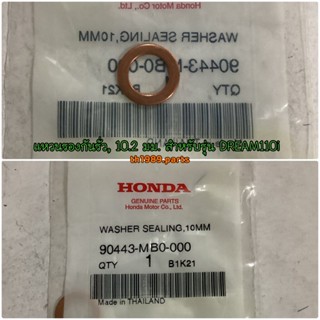 Honda Motor Co., Ltd.
WASHER SEALING,10MM
90443-MB0-000
QTY B1K21
แหวนรองกันรั่ว, 10.2 มม. สำหรับรุ่น DREAM110i
th1989.parts
HONDA
GENUINE PARTS
Honda Motor Co., Ltd.
WASHER SEALING,10MM
90443-MB0-000
QTY 1 B1K21
Made in THAILAND